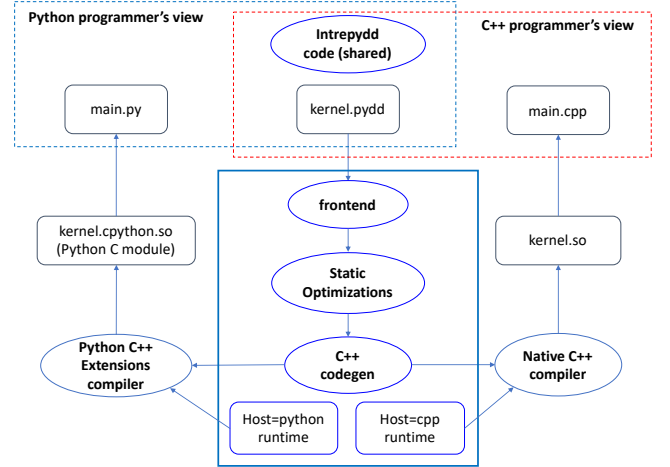 Python programmer’s view
Intrepydd
code (shared)
C++ programmer’s view
main.py
kernel.pydd
main.cpp
frontend
kernel.cpython.so
(Python C module)
kernel.so
Static
Optimizations
Python C++
Extensions
compiler
C++
codegen
Native C++
compiler
Host=python
runtime
Host=cpp
runtime